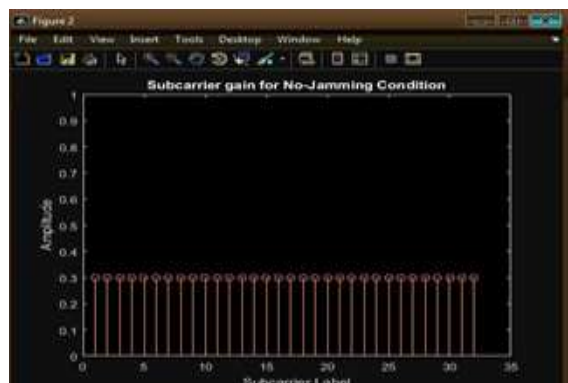 Figure 2
File Edit View Insert Tools Desktop Window Help
Subcarrier gain for No-Jamming Condition
1
0.9
0.8
0.7
0.6
0.5
0.4
0.3
0.2
0.1
0
Amplitude
0 5 10 15 20 25 30 35
Subcarrier Label